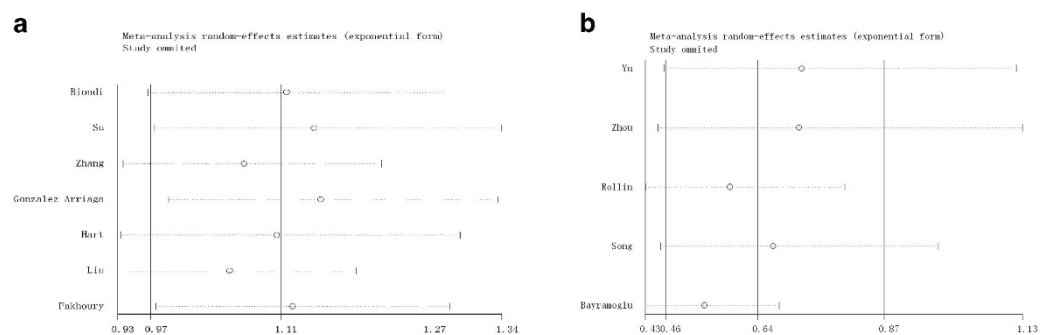 a
Meta-analysis random-effects estimates (exponential form)
Study ommited
Biondi
Su
Zhang
Gonzalez Arriaga
Hart
Liu
Fakhoury
0.93 0.97 1.11 1.27 1.34
b
Meta-analysis random-effects estimates (exponential form)
Study ommited
Yu
Zhou
Rollin
Song
Bayramoglu
0.430.46 0.64 0.87 1.13